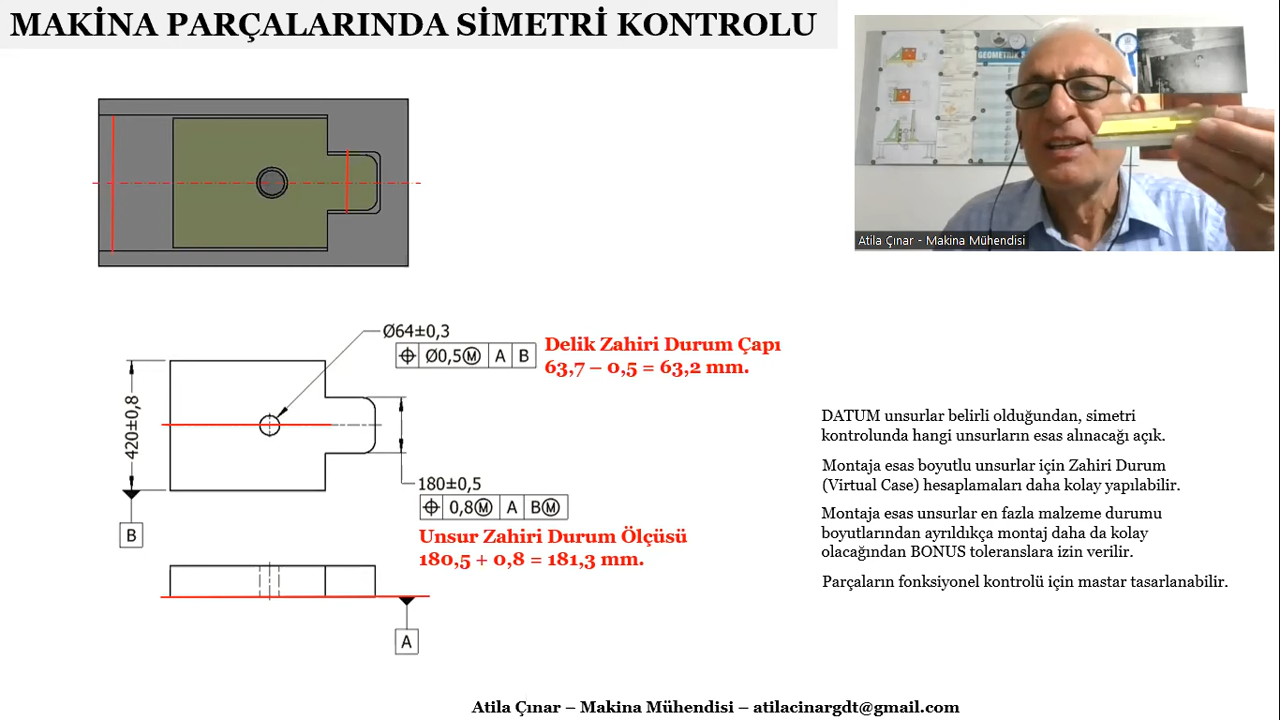 MAKİNA PARÇALARINDA SİMETRİ KONTROLU
GEOMETRİK
Atila Çınar - Makina Mühendisi
Ø64±0,3
⌖ Ø0,5Ⓜ A B
Delik Zahiri Durum Çapı
63,7 – 0,5 = 63,2 mm.
420±0,8
B
180±0,5
⌖ 0,8Ⓜ A BⓂ
Unsur Zahiri Durum Ölçüsü
180,5 + 0,8 = 181,3 mm.
A
DATUM unsurlar belirli olduğundan, simetri
kontrolunda hangi unsurların esas alınacağı açık.
Montaja esas boyutlu unsurlar için Zahiri Durum
(Virtual Case) hesaplamaları daha kolay yapılabilir.
Montaja esas unsurlar en fazla malzeme durumu
boyutlarından ayrıldıkça montaj daha da kolay
olacağından BONUS toleranslara izin verilir.
Parçaların fonksiyonel kontrolü için mastar tasarlanabilir.
Atila Çınar – Makina Mühendisi – atilacinargdt@gmail.com